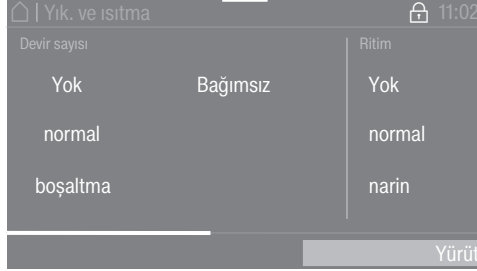 | Yık. ve ısıtma
11:02
Devir sayısı
Yok
Bağımsız
normal
boşaltma
Ritim
Yok
normal
narin
Yürüt